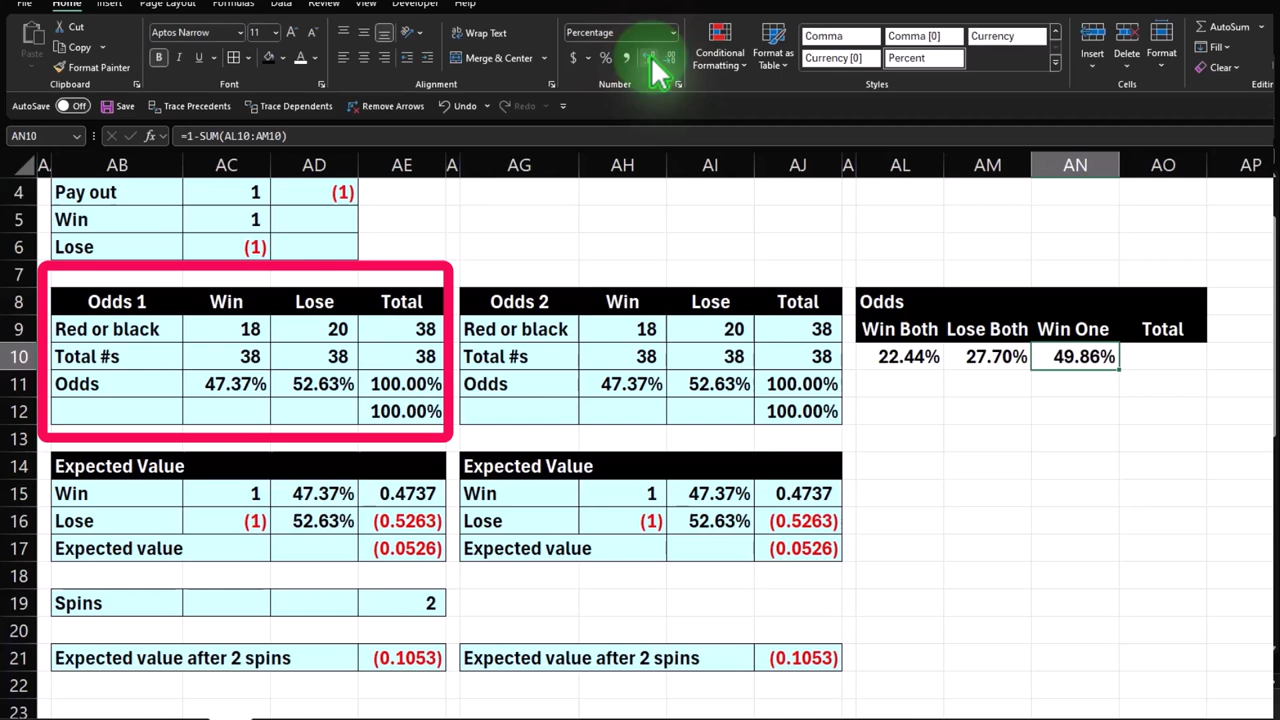 File Home Insert Page Layout Formulas Data Review View Developer Help
Cut
Copy
Paste
Format Painter
Clipboard
Aptos Narrow 11
B I U
Font
Wrap Text
Merge & Center
Alignment
Percentage
$ % ,
Number
Conditional Formatting
Format as Table
Comma Comma [0] Currency
Currency [0] Percent
Styles
Insert Delete Format
Cells
AutoSum
Fill
Clear
Editin
AutoSave Off Save Trace Precedents Trace Dependents Remove Arrows Undo Redo
AN10 fx =1-SUM(AL10:AM10)
A AB AC AD AE A AG AH AI AJ A AL AM AN AO AP
4 Pay out 1 (1)
5 Win 1
6 Lose (1)
7
8 Odds 1 Win Lose Total Odds 2 Win Lose Total Odds
9 Red or black 18 20 38 Red or black 18 20 38 Win Both Lose Both Win One Total
10 Total #s 38 38 38 Total #s 38 38 38 22.44% 27.70% 49.86%
11 Odds 47.37% 52.63% 100.00% Odds 47.37% 52.63% 100.00%
12 100.00% 100.00%
13
14 Expected Value Expected Value
15 Win 1 47.37% 0.4737 Win 1 47.37% 0.4737
16 Lose (1) 52.63% (0.5263) Lose (1) 52.63% (0.5263)
17 Expected value (0.0526) Expected value (0.0526)
18
19 Spins 2
20
21 Expected value after 2 spins (0.1053) Expected value after 2 spins (0.1053)
22
23